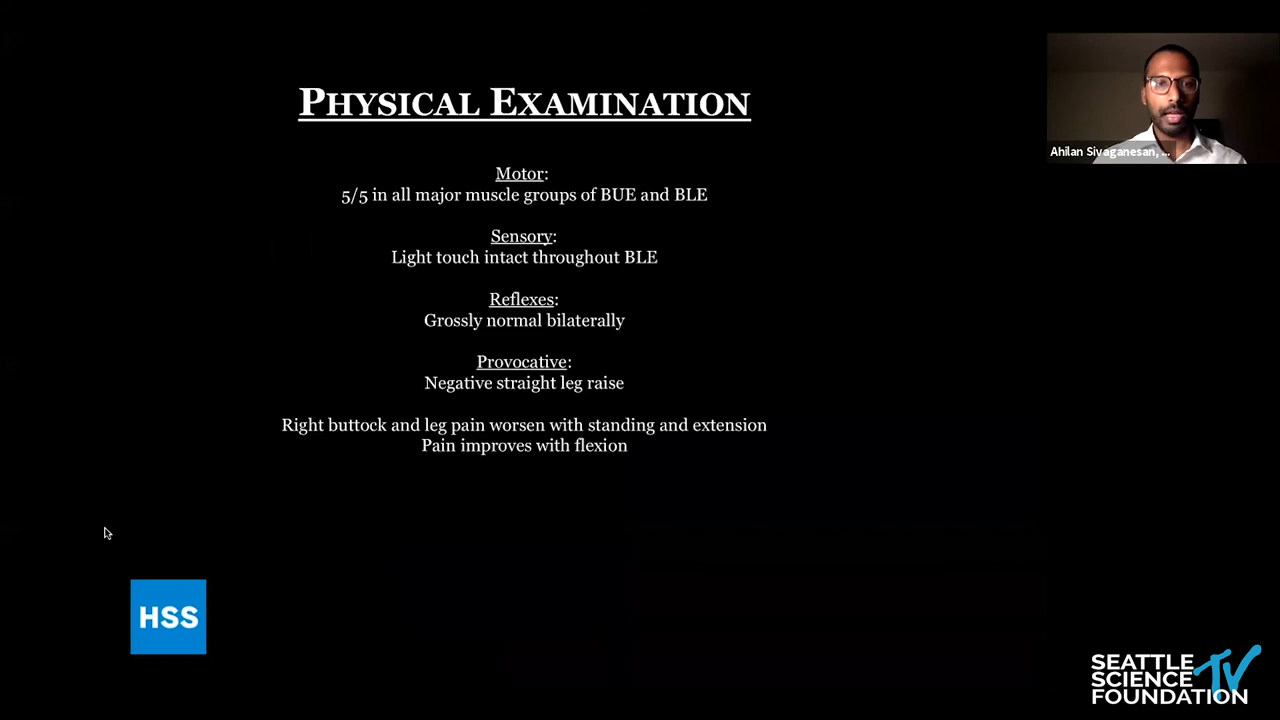 PHYSICAL EXAMINATION
Motor:
5/5 in all major muscle groups of BUE and BLE
Sensory:
Light touch intact throughout BLE
Reflexes:
Grossly normal bilaterally
Provocative:
Negative straight leg raise
Right buttock and leg pain worsen with standing and extension
Pain improves with flexion
Ahilan Sivaganesan, ...
HSS
SEATTLE
SCIENCE TV
FOUNDATION